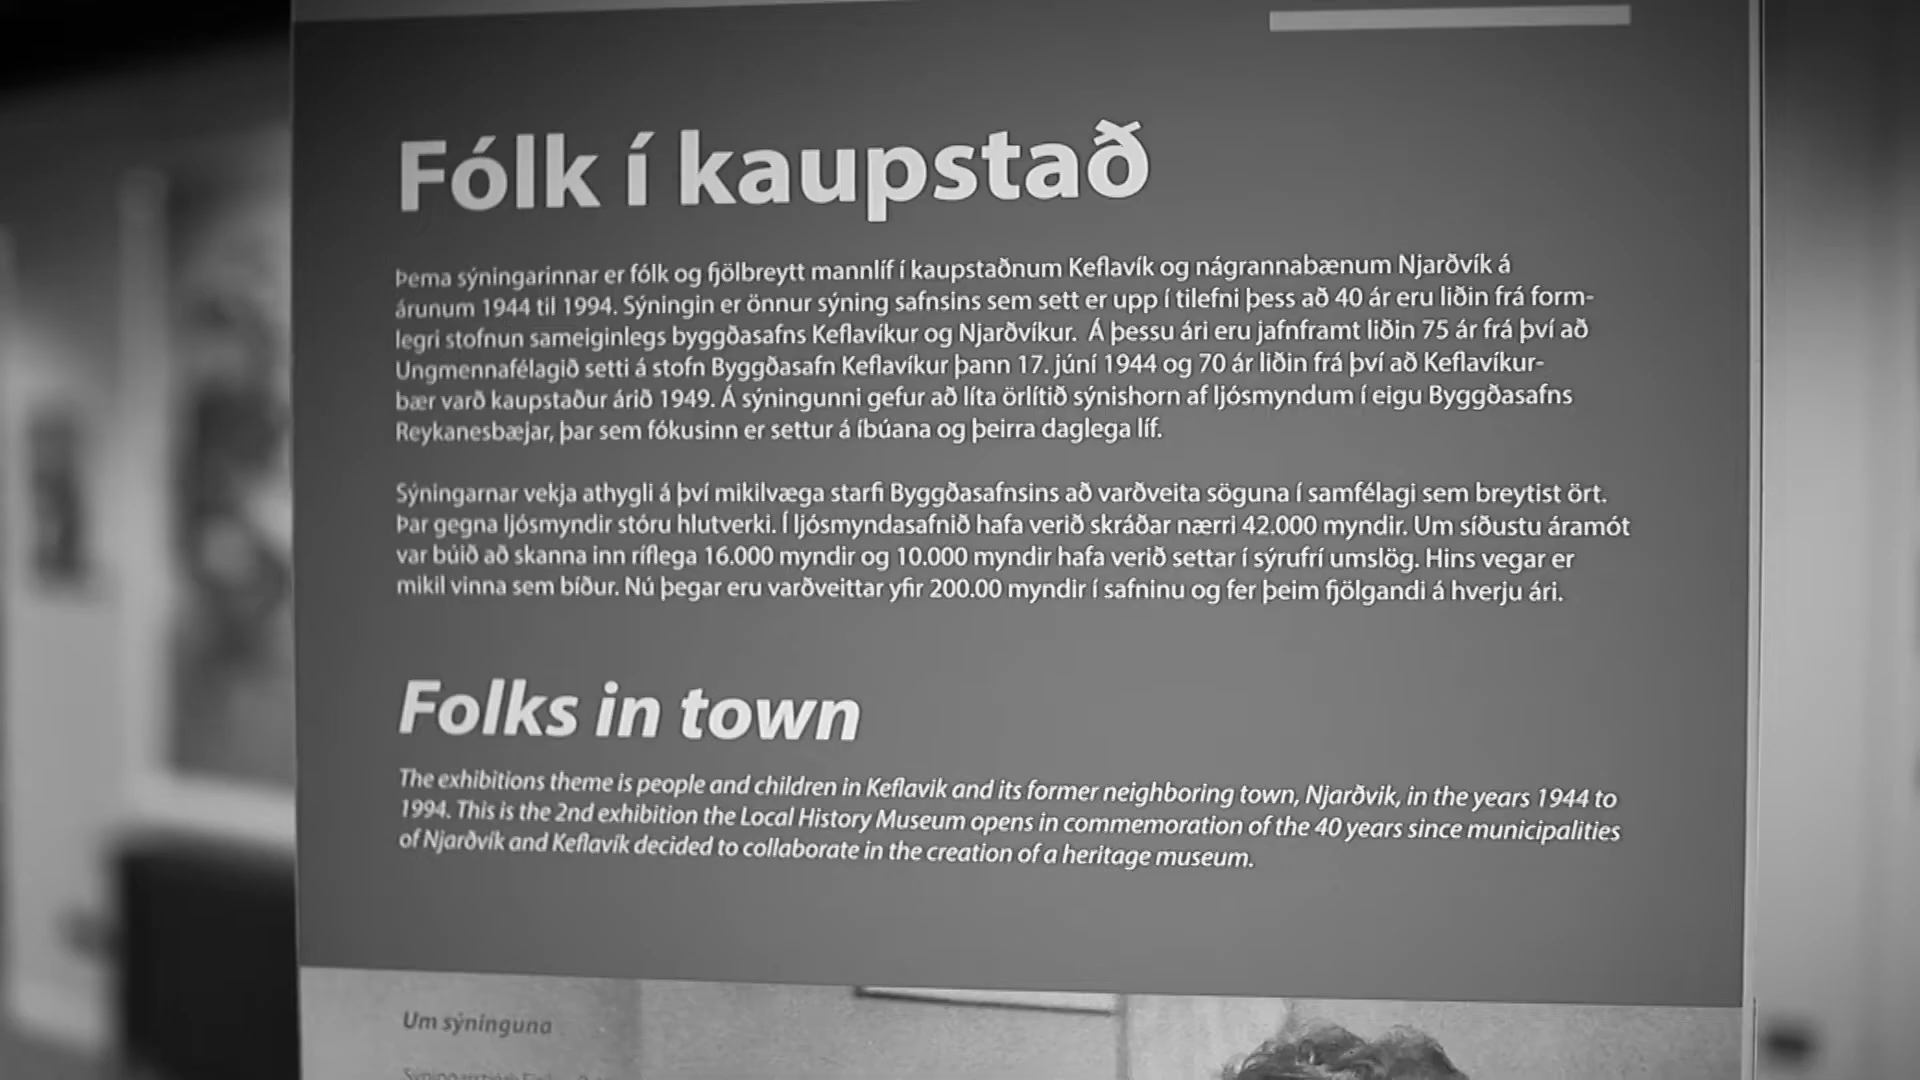 Fólk í kaupstað
Þema sýningarinnar er fólk og fjölbreytt mannlíf í kaupstaðnum Keflavík og nágrannabænum Njarðvík á
árunum 1944 til 1994. Sýningin er önnur sýning safnsins sem sett er upp í tilefni þess að 40 ár eru liðin frá form-
legri stofnun sameiginlegs byggðasafns Keflavíkur og Njarðvíkur.  Á þessu ári eru jafnframt liðin 75 ár frá því að
Ungmennafélagið setti á stofn Byggðasafn Keflavíkur þann 17. júní 1944 og 70 ár liðin frá því að Keflavíkur-
bær varð kaupstaður árið 1949. Á sýningunni gefur að líta örlítið sýnishorn af ljósmyndum í eigu Byggðasafns
Reykanesbæjar, þar sem fókusinn er settur á íbúana og þeirra daglega líf.
Sýningarnar vekja athygli á því mikilvæga starfi Byggðasafnsins að varðveita söguna í samfélagi sem breytist ört.
Þar gegna ljósmyndir stóru hlutverki. Í ljósmyndasafnið hafa verið skráðar nærri 42.000 myndir. Um síðustu áramót
var búið að skanna inn ríflega 16.000 myndir og 10.000 myndir hafa verið settar í sýrufrí umslög. Hins vegar er
mikil vinna sem bíður. Nú þegar eru varðveittar yfir 200.00 myndir í safninu og fer þeim fjölgandi á hverju ári.
Folks in town
The exhibitions theme is people and children in Keflavik and its former neighboring town, Njarðvik, in the years 1944 to
1994. This is the 2nd exhibition the Local History Museum opens in commemoration of the 40 years since municipalities
of Njarðvík and Keflavík decided to collaborate in the creation of a heritage museum.
Um sýninguna